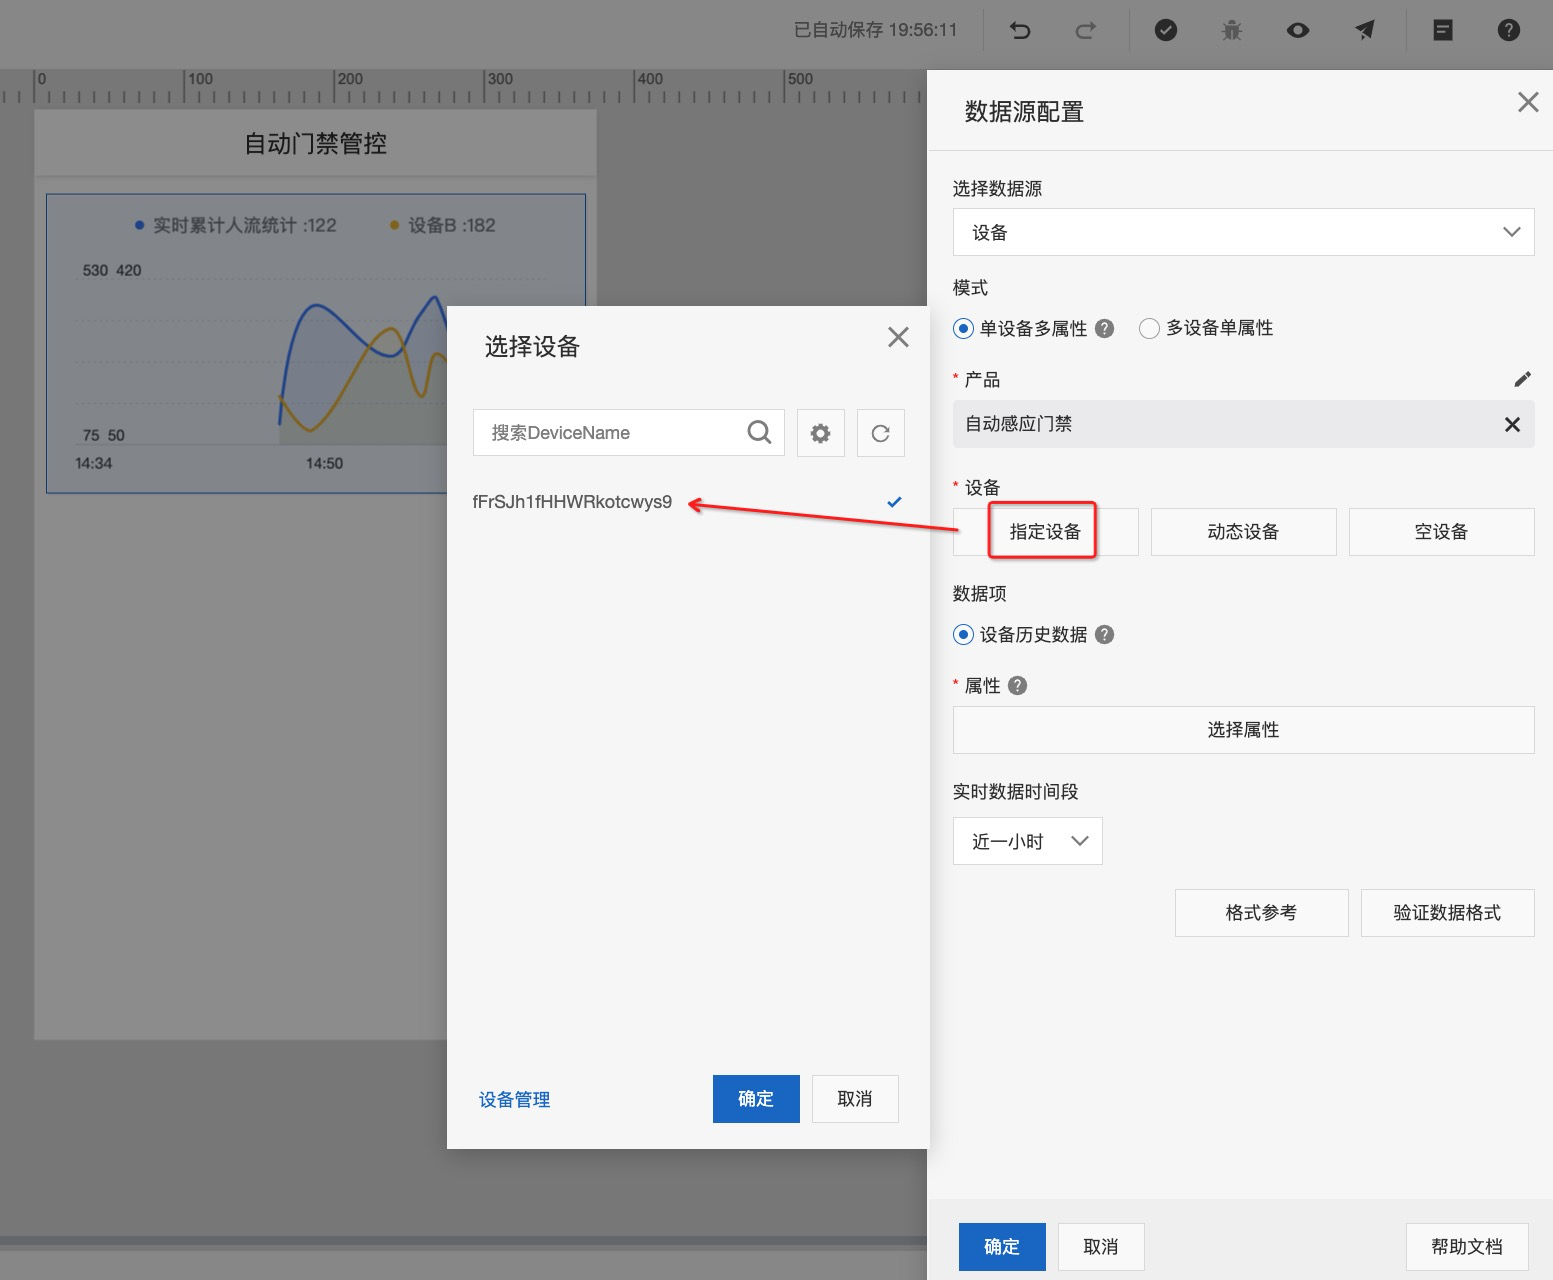 已自动保存 19:56:11
0 100 200 300 400 500
自动门禁管控
实时累计人流统计 :122 设备B :182
530 420
75 50
14:34 14:50
选择设备
搜索DeviceName
fFrSJh1fHHWRkotcwys9
设备管理 确定 取消
数据源配置
选择数据源
设备
模式
单设备多属性 ? 多设备单属性
* 产品
自动感应门禁
* 设备
指定设备 动态设备 空设备
数据项
设备历史数据 ?
* 属性 ?
选择属性
实时数据时间段
近一小时
格式参考 验证数据格式
确定 取消 帮助文档